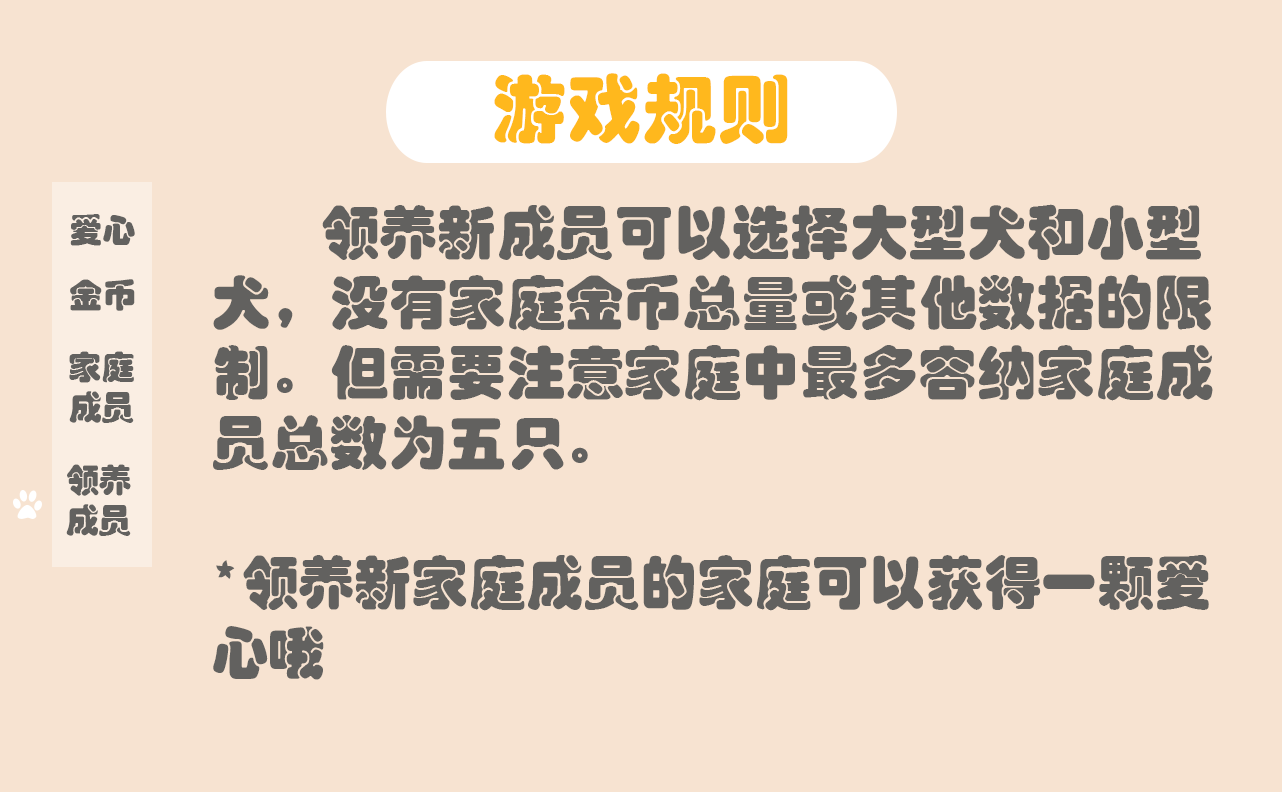 游戏规则
爱心
金币
家庭
成员
领养
成员
领养新成员可以选择大型犬和小型
犬，没有家庭金币总量或其他数据的限
制。但需要注意家庭中最多容纳家庭成
员总数为五只。
*领养新家庭成员的家庭可以获得一颗爱
心哦